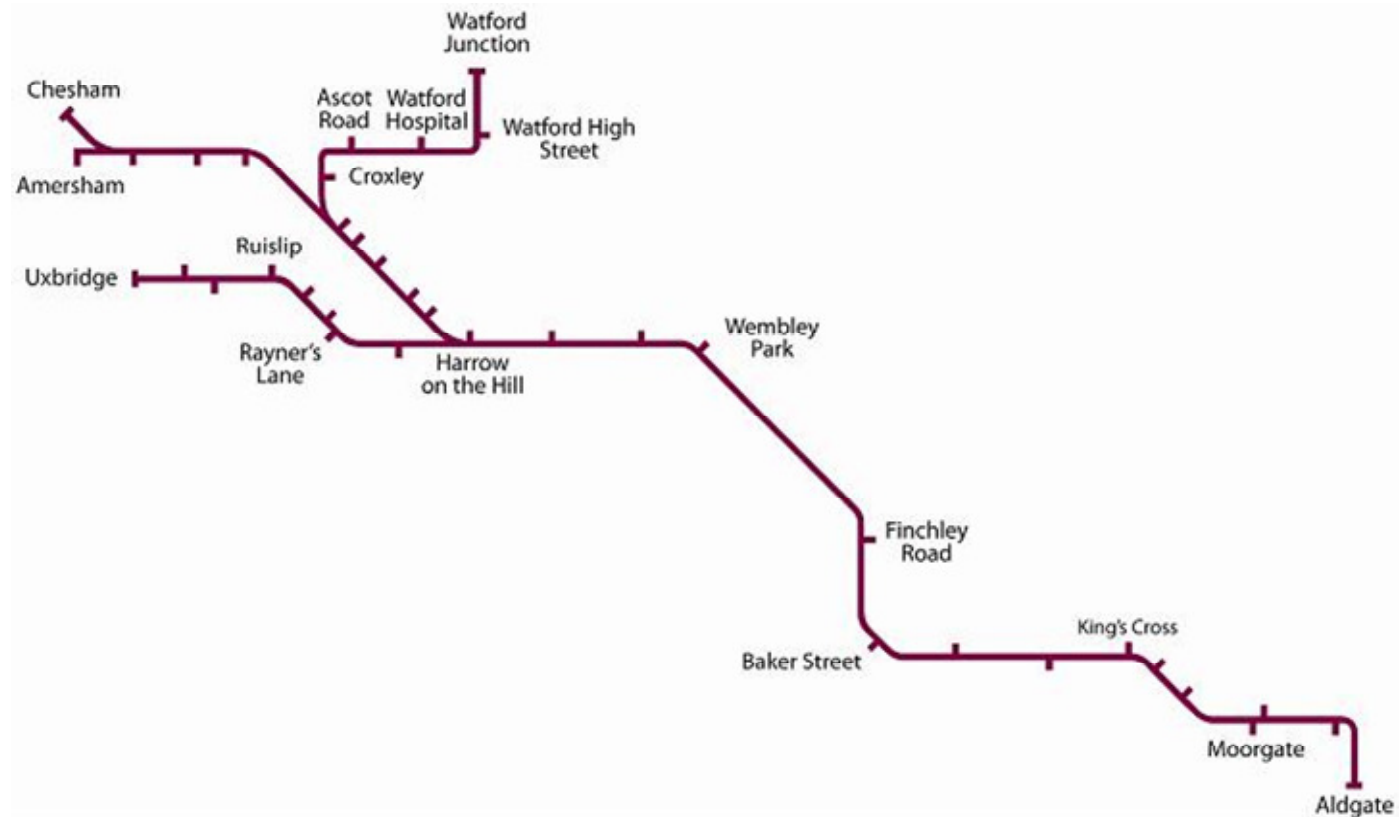 Watford
Junction
Chesham
Ascot
Road
Watford
Hospital
Watford High
Street
Croxley
Amersham
Ruislip
Uxbridge
Rayner's
Lane
Harrow
on the Hill
Wembley
Park
Finchley
Road
Baker Street
King's Cross
Moorgate
Aldgate